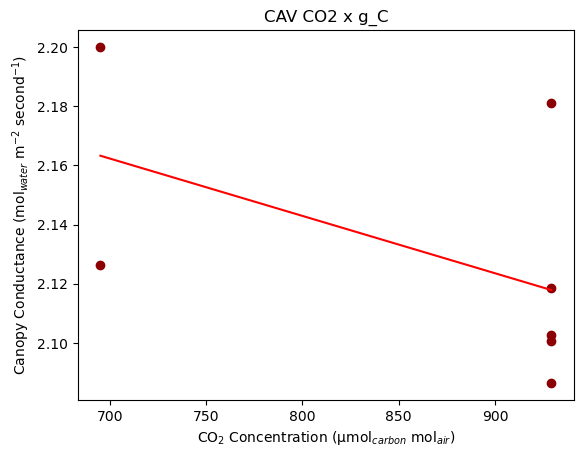 CAV CO2 x g_C
Canopy Conductance (mol_water m⁻² second⁻¹)
2.20
2.18
2.16
2.14
2.12
2.10
700 750 800 850 900
CO₂ Concentration (μmol_carbon mol_air)